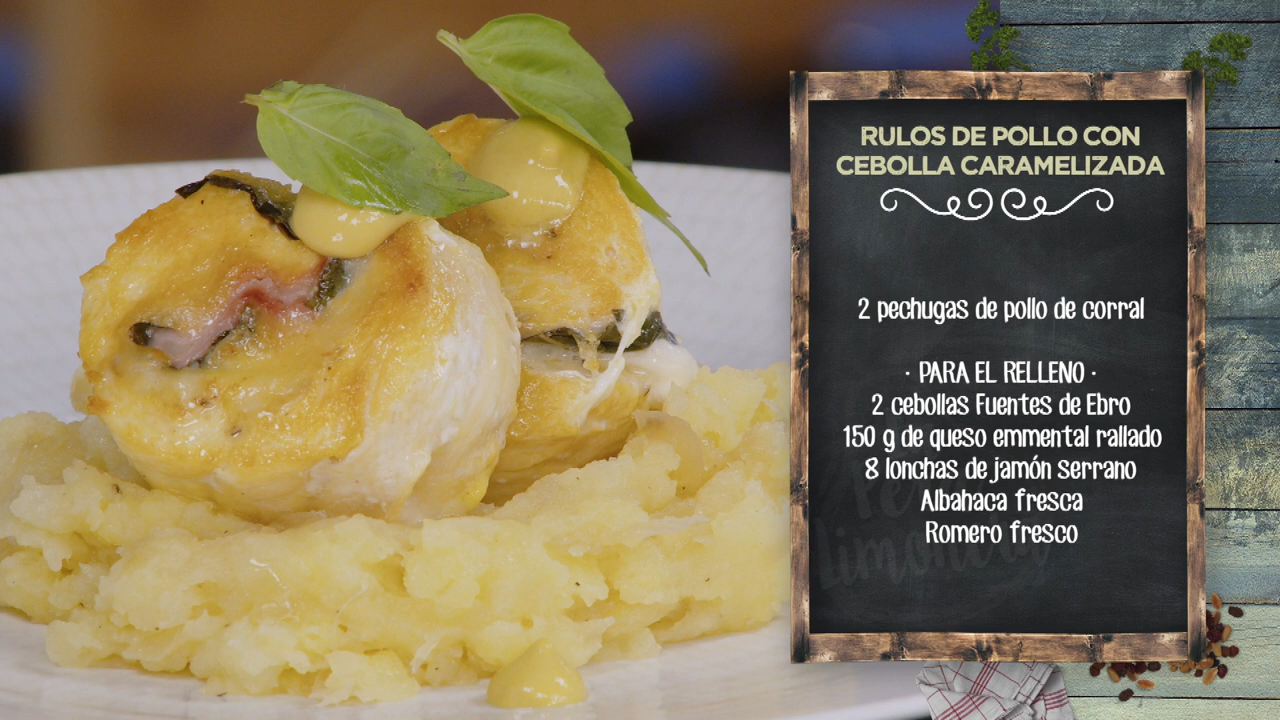 RULOS DE POLLO CON
CEBOLLA CARAMELIZADA
2 pechugas de pollo de corral
· PARA EL RELLENO ·
2 cebollas Fuentes de Ebro
150 g de queso emmental rallado
8 lonchas de jamón serrano
Albahaca fresca
Romero fresco